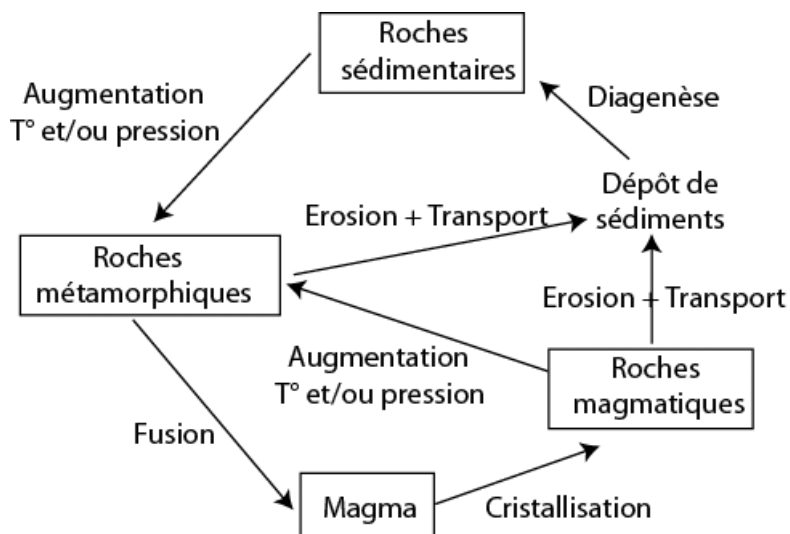 Roches
sédimentaires
Augmentation
T° et/ou pression
Diagenèse
Dépôt de
sédiments
Erosion + Transport
Roches
métamorphiques
Erosion + Transport
Augmentation
T° et/ou pression
Roches
magmatiques
Fusion
Magma
Cristallisation